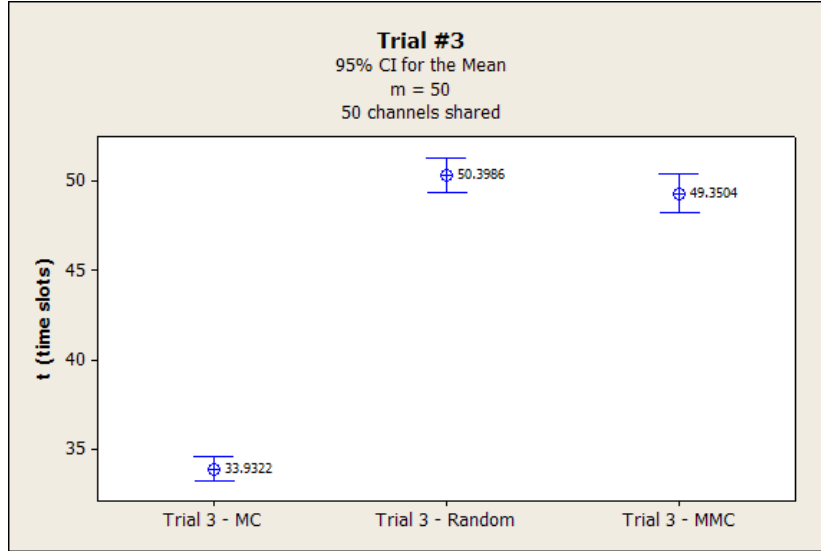 Trial #3
95% CI for the Mean
m = 50
50 channels shared
t (time slots)
50
45
40
35
50.3986
49.3504
33.9322
Trial 3 - MC
Trial 3 - Random
Trial 3 - MMC